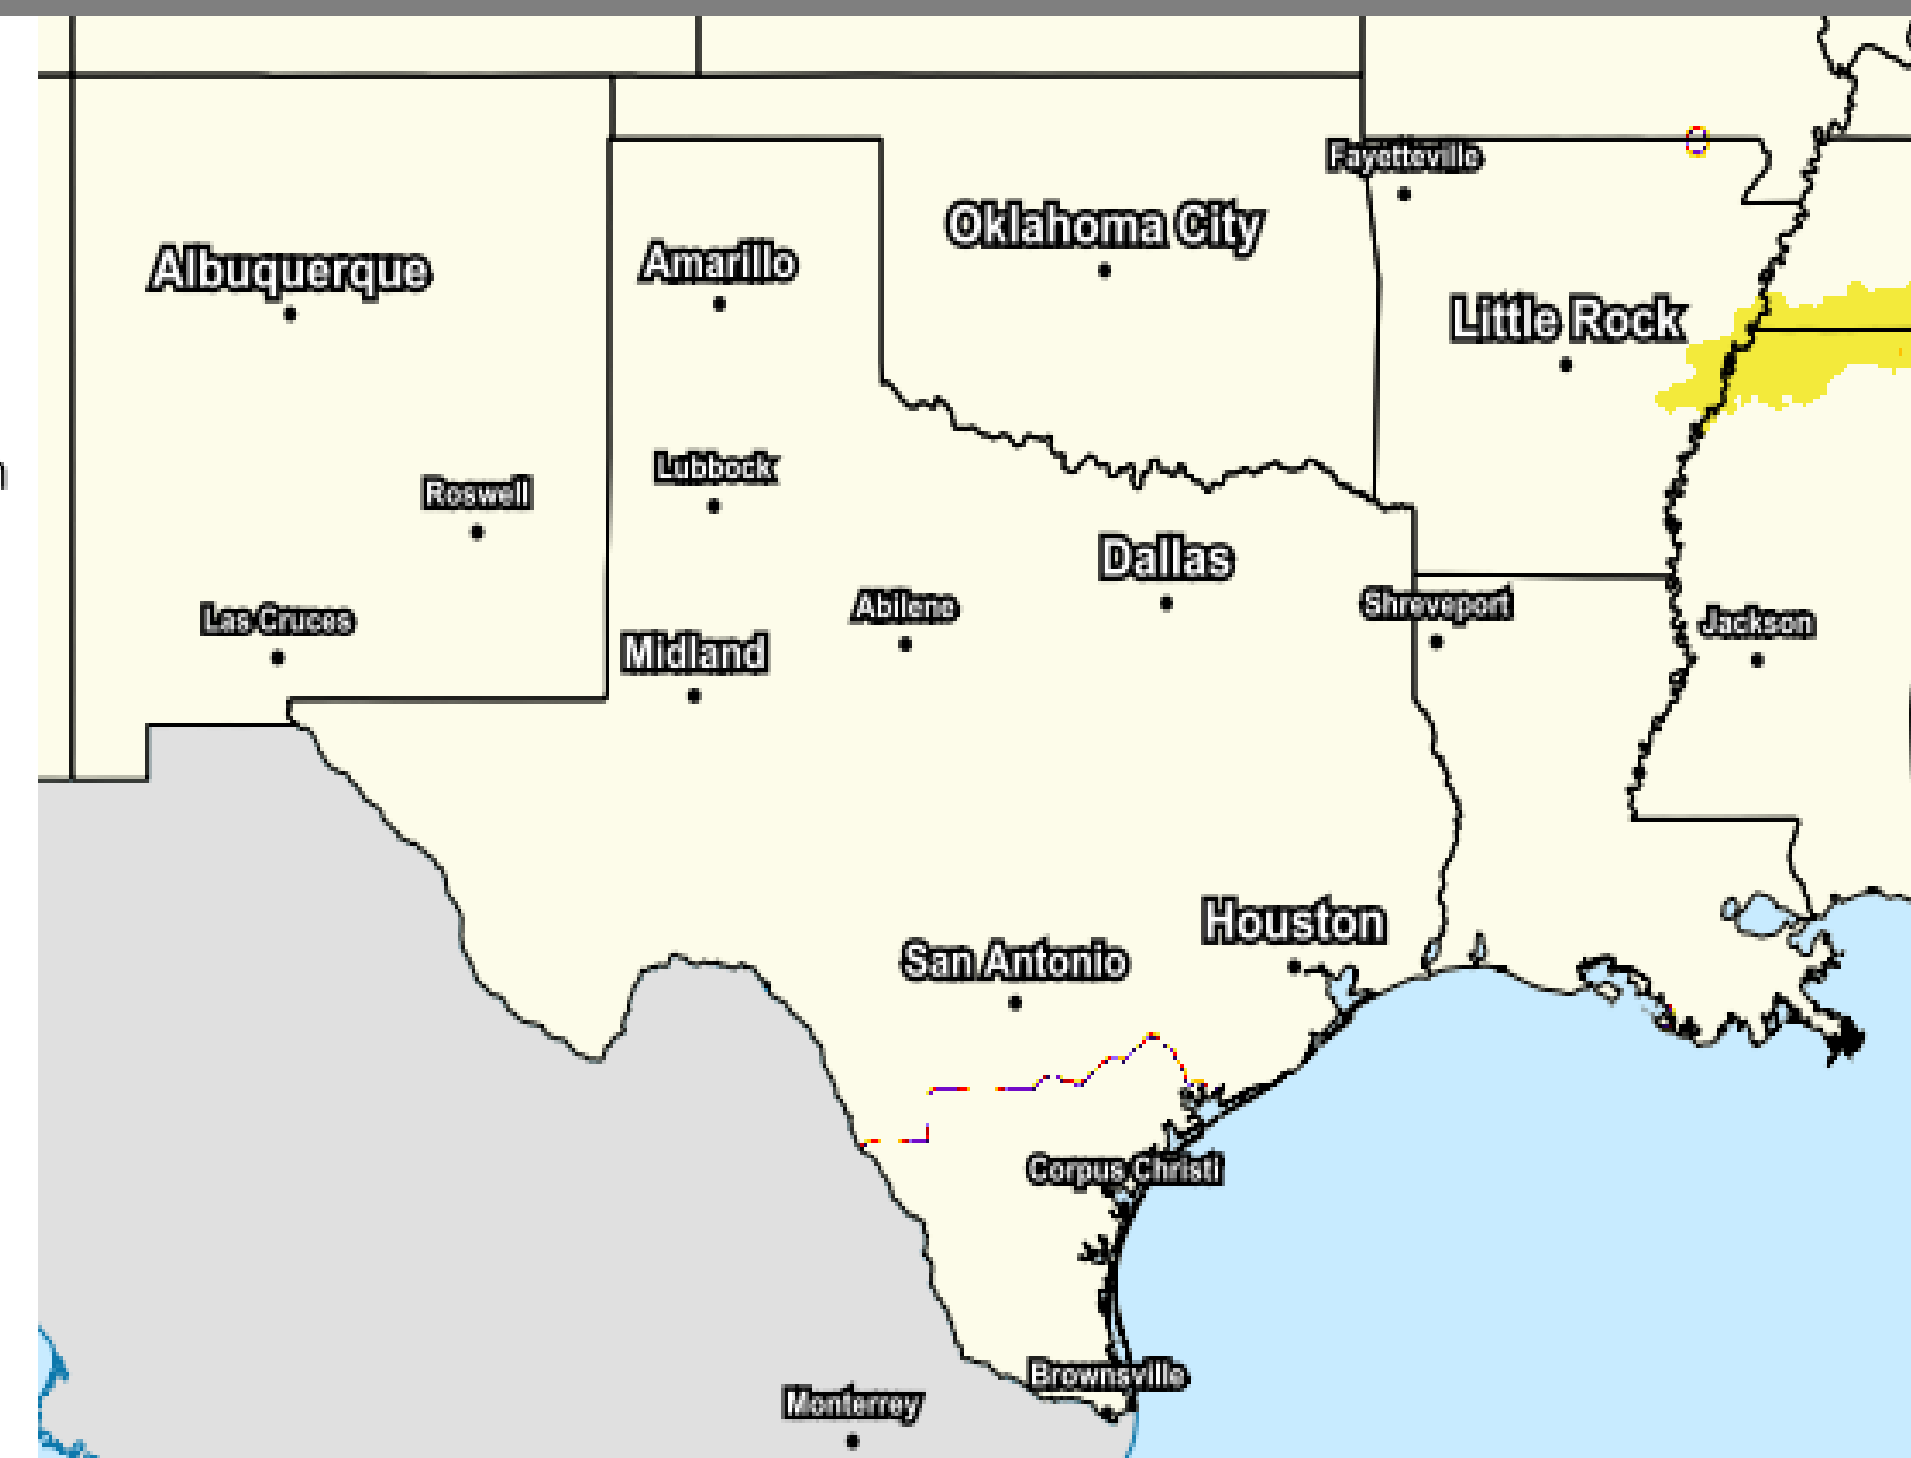 Fayetteville
Oklahoma City
Albuquerque
Amarillo
Little Rock
Lubbock
Roswell
Dallas
Las Cruces
Abilene
Shreveport
Jackson
Midland
Houston
San Antonio
Corpus Christi
Brownsville
Monterrey